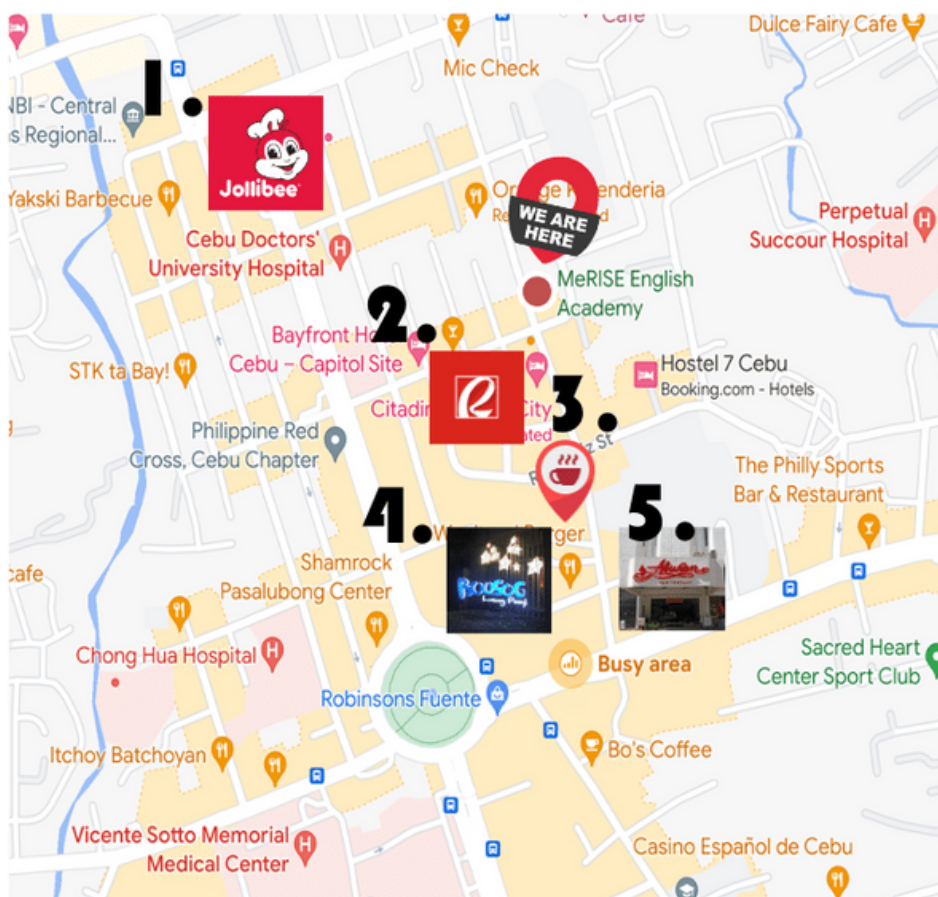 Cafe
Dulce Fairy Cafe
Mic Check
1.
NBI - Central
s Regional...
Jollibee
Yakski Barbecue
WE ARE
HERE
Perpetual
Succour Hospital
Cebu Doctors'
University Hospital
MeRISE English
Academy
2.
Bayfront
Cebu – Capitol Site
STK ta Bay!
Hostel 7 Cebu
Booking.com - Hotels
R
City
3.
St
Philippine Red
Cross, Cebu Chapter
The Philly Sports
Bar & Restaurant
4.
5.
Shamrock
Pasalubong Center
cafe
Chong Hua Hospital
Busy area
Sacred Heart
Center Sport Club
Robinsons Fuente
Itchoy Batchoyan
Bo's Coffee
Vicente Sotto Memorial
Medical Center
Casino Español de Cebu